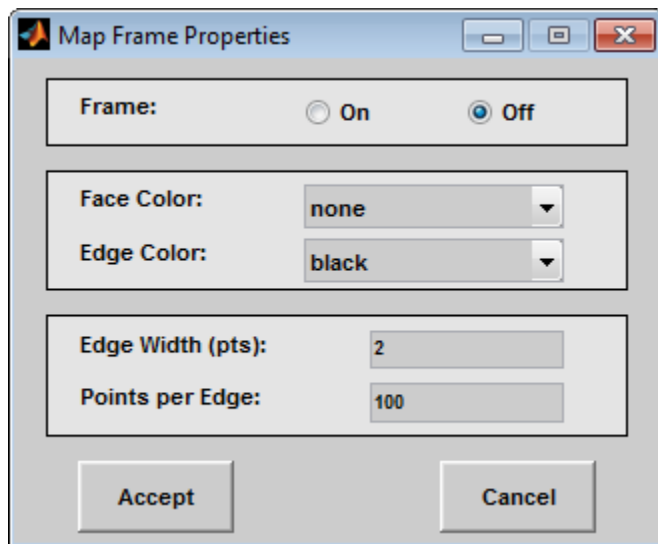 Map Frame Properties
Frame: On Off
Face Color: none
Edge Color: black
Edge Width (pts): 2
Points per Edge: 100
Accept Cancel